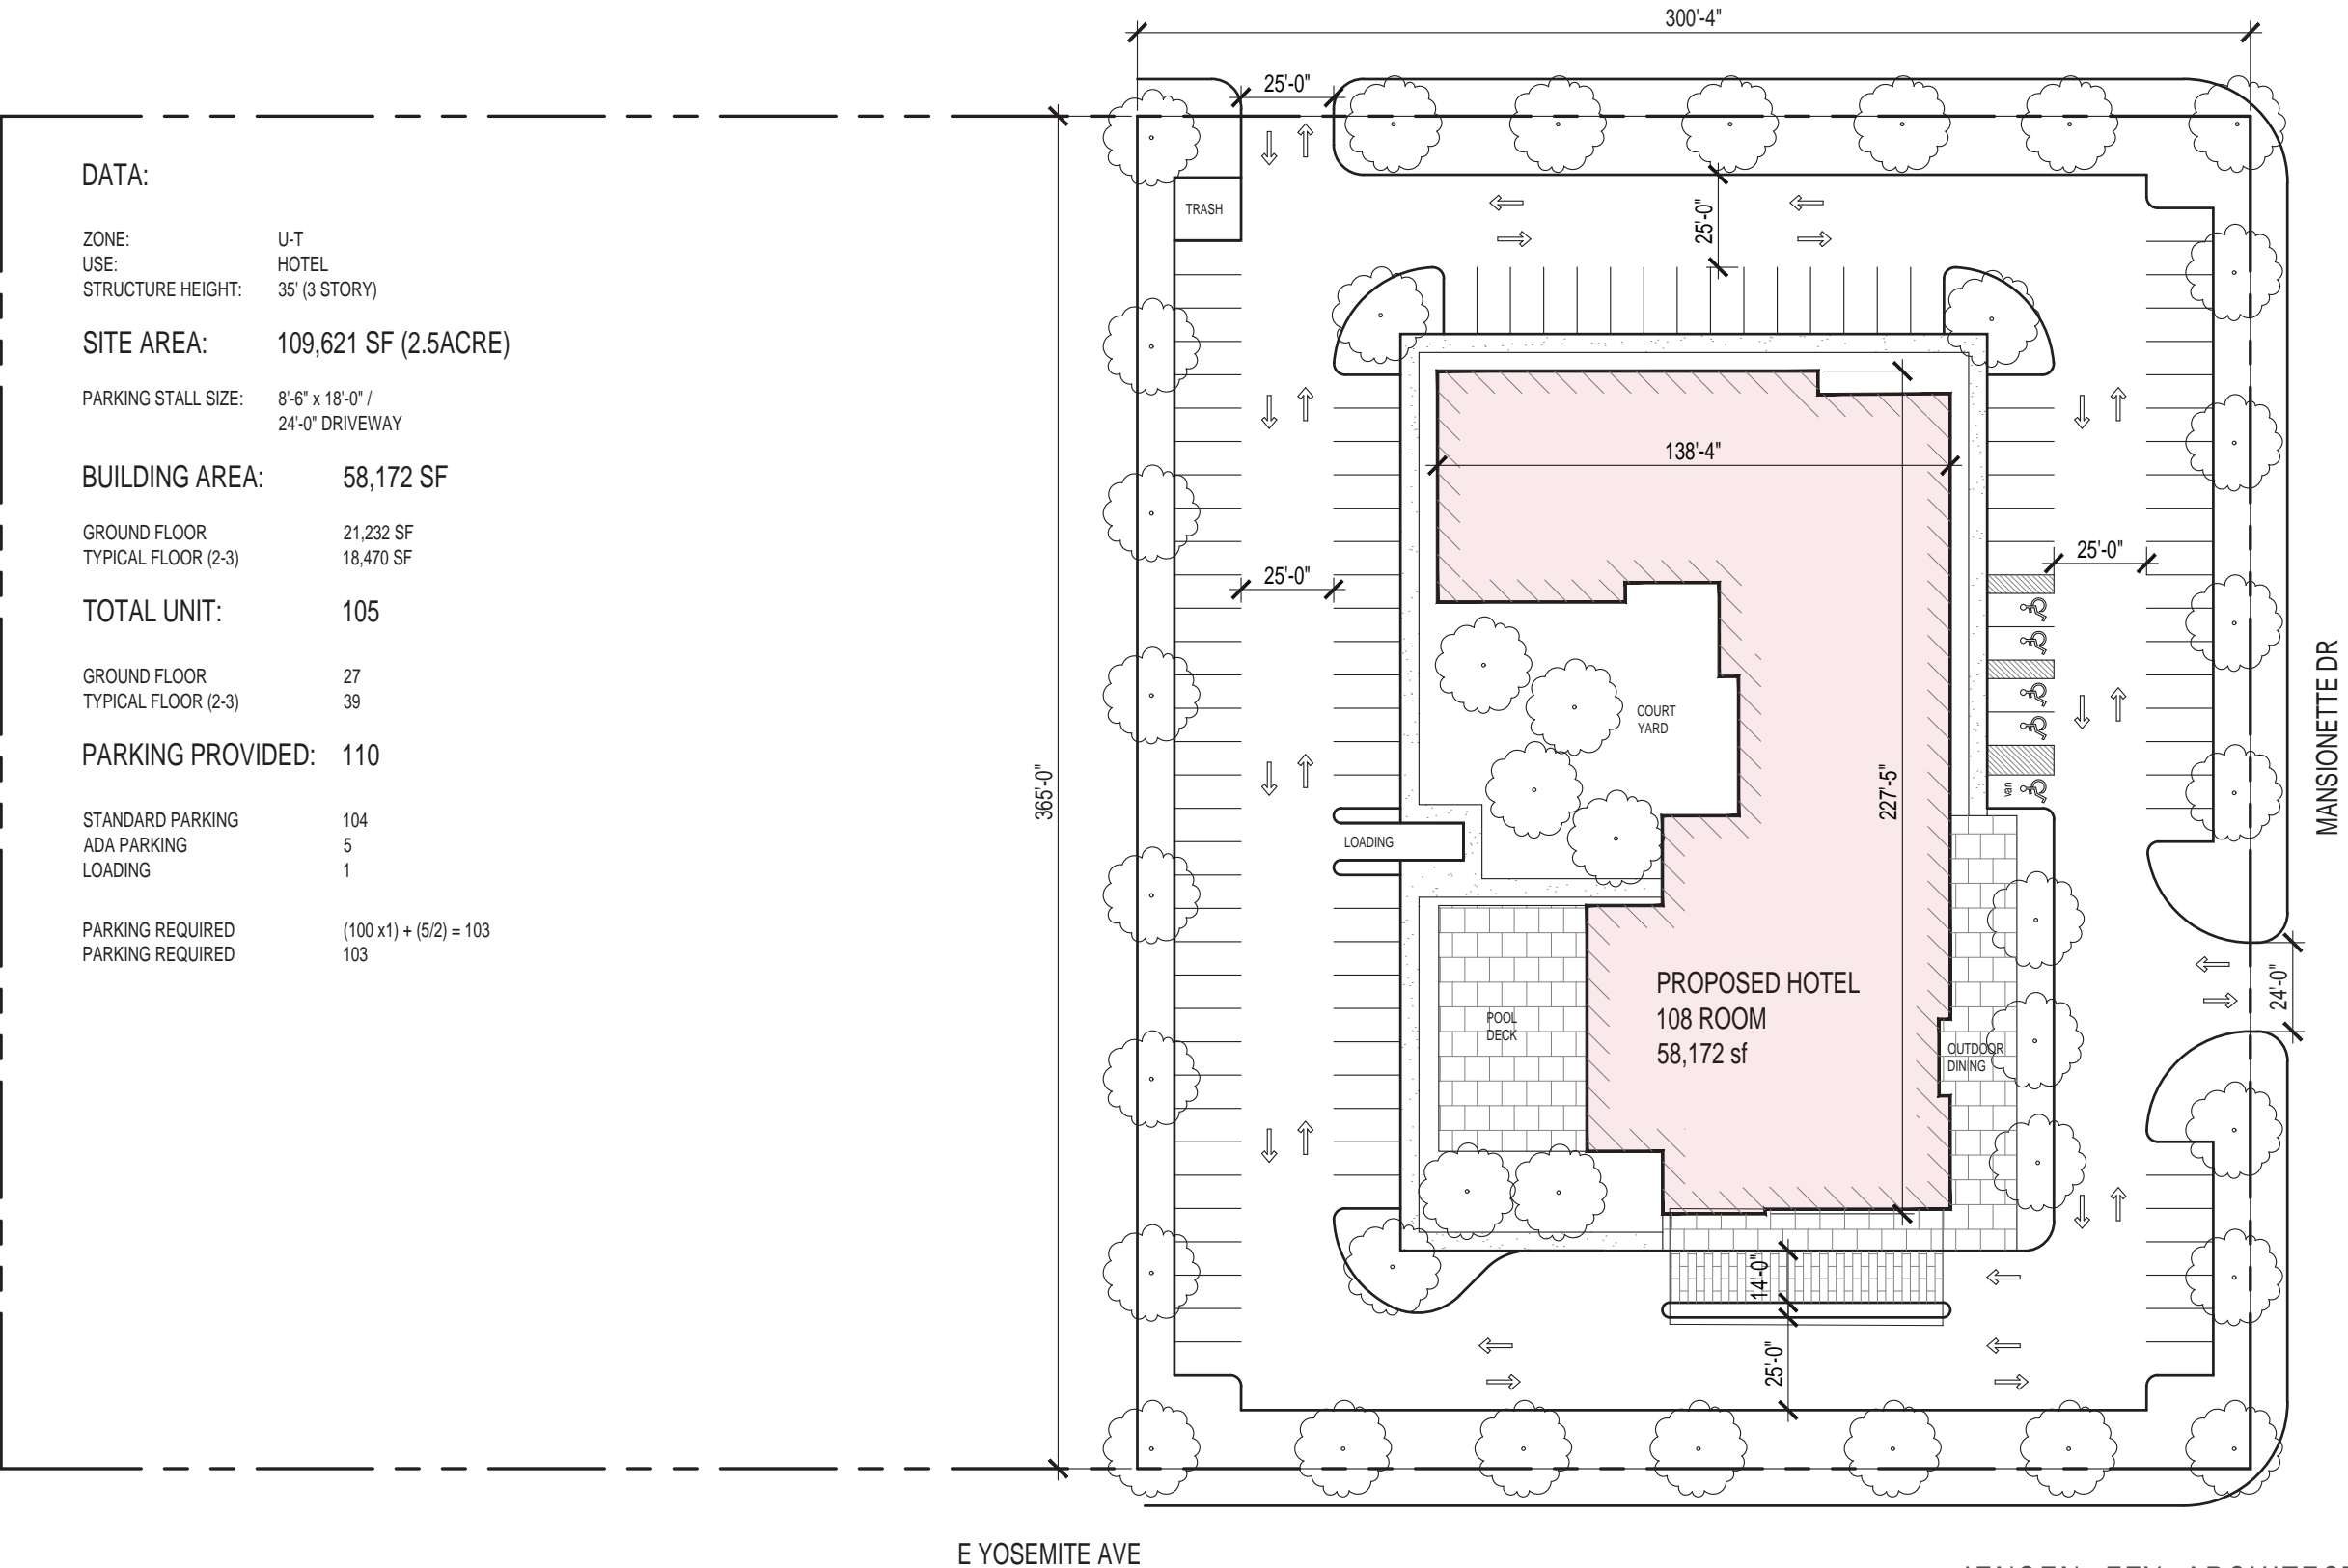 DATA:
ZONE: U-T
USE: HOTEL
STRUCTURE HEIGHT: 35' (3 STORY)
SITE AREA: 109,621 SF (2.5ACRE)
PARKING STALL SIZE: 8'-6" x 18'-0" /
24'-0" DRIVEWAY
BUILDING AREA: 58,172 SF
GROUND FLOOR 21,232 SF
TYPICAL FLOOR (2-3) 18,470 SF
TOTAL UNIT: 105
GROUND FLOOR 27
TYPICAL FLOOR (2-3) 39
PARKING PROVIDED: 110
STANDARD PARKING 104
ADA PARKING 5
LOADING 1
PARKING REQUIRED (100 x1) + (5/2) = 103
PARKING REQUIRED 103
300'-4"
25'-0"
TRASH
25'-0"
138'-4"
25'-0"
25'-0"
COURT
YARD
365'-0"
227'-5"
van
MANSIONETTE DR
LOADING
PROPOSED HOTEL
108 ROOM
58,172 sf
POOL
DECK
OUTDOOR
DINING
24'-0"
14'-0"
25'-0"
E YOSEMITE AVE